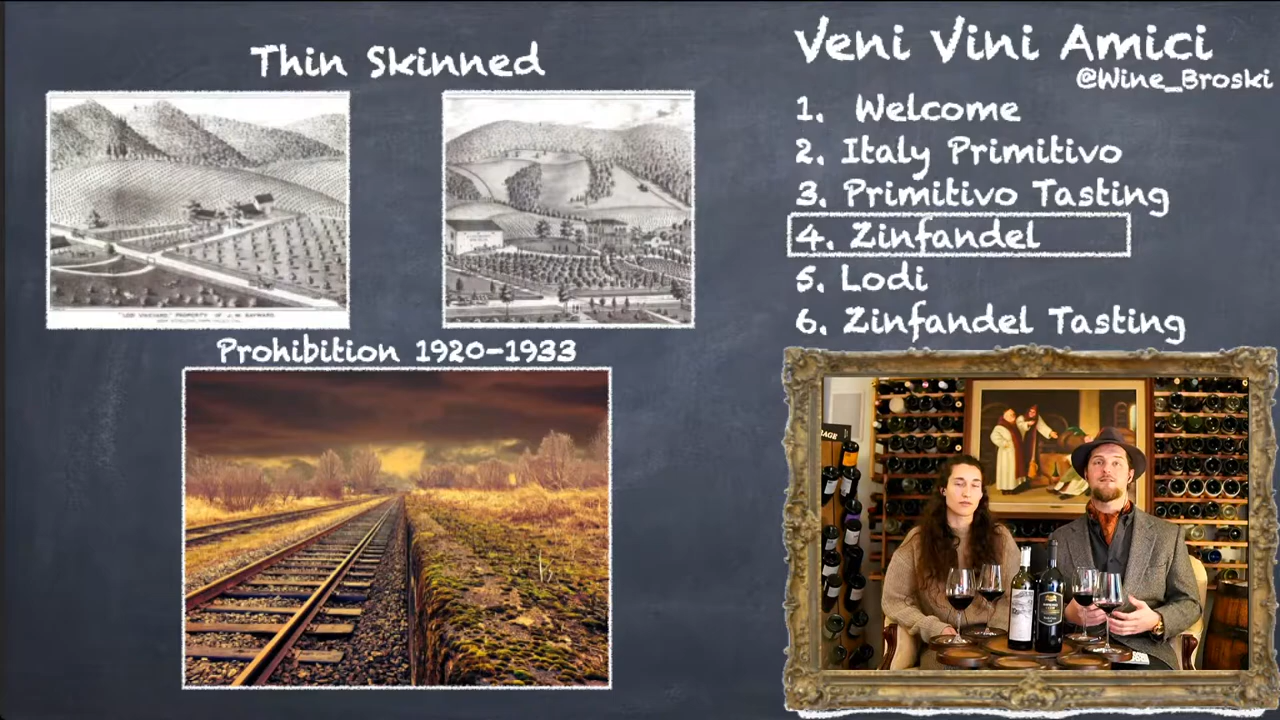 Thin Skinned
Prohibition 1920-1933
Veni Vini Amici
@Wine_Broski
1. Welcome
2. Italy Primitivo
3. Primitivo Tasting
4. Zinfandel
5. Lodi
6. Zinfandel Tasting